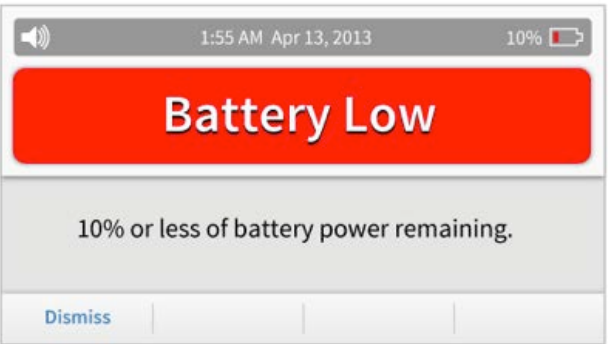 1:55 AM Apr 13, 2013 10%
Battery Low
10% or less of battery power remaining.
Dismiss